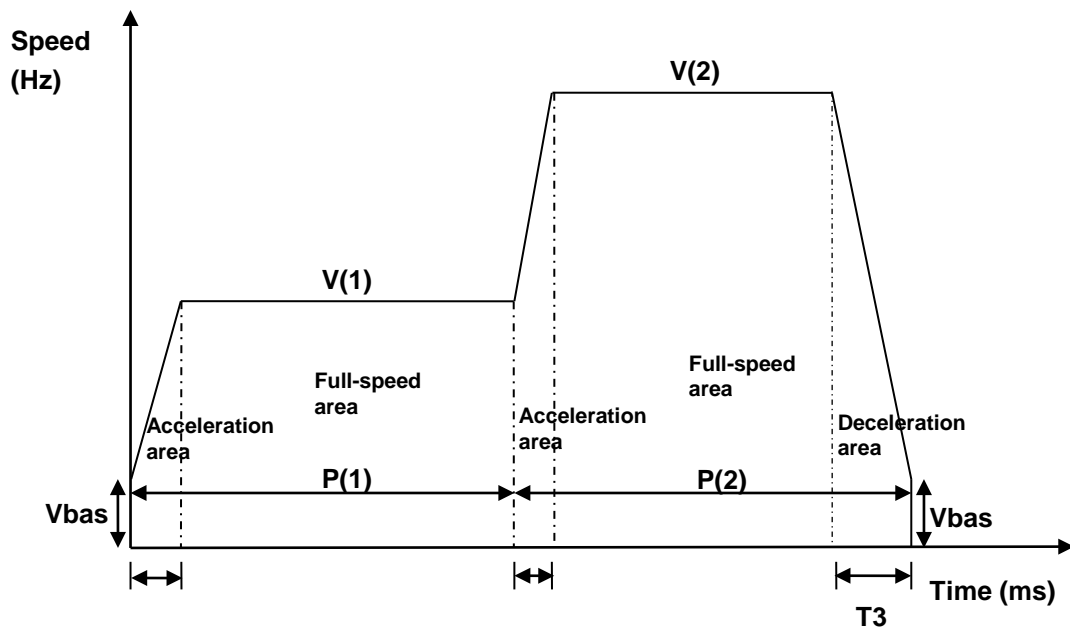 Speed
(Hz)
V(2)
V(1)
Full-speed
area
Full-speed
area
Acceleration
area
Acceleration
area
Deceleration
area
P(1)
P(2)
Vbas
Vbas
Time (ms)
T3